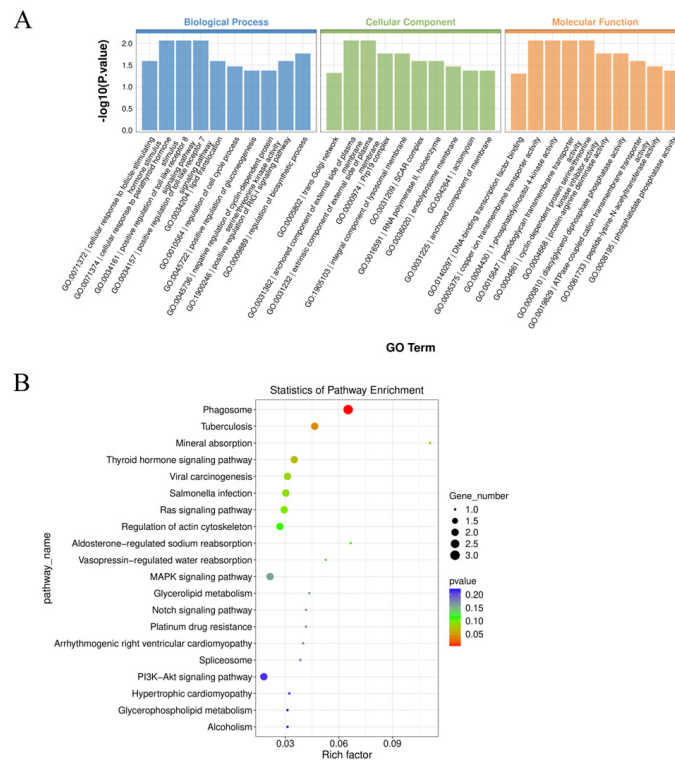 A
Biological Process
Cellular Component
Molecular Function
-log10(P.value)
2.0
1.5
1.0
0.5
0.0
GO:0071372 | cellular response to follicle-stimulating
hormone stimulus
GO:0071374 | cellular response to parathyroid hormone
stimulus
GO:0034161 | positive regulation of toll-like receptor 8
signaling pathway
GO:0034157 | positive regulation of toll-like receptor 7
signaling pathway
GO:0034204 | lipid translocation
GO:0010564 | regulation of cell cycle process
GO:0045722 | positive regulation of gluconeogenesis
GO:0045736 | negative regulation of cyclin-dependent protein
serine/threonine kinase activity
GO:1900246 | positive regulation of RIG-I signaling pathway
GO:0009889 | regulation of biosynthetic process
GO:0005802 | trans-Golgi network
GO:0031362 | anchored component of external side of plasma
membrane
GO:0031232 | extrinsic component of external side of plasma
membrane
GO:0000974 | Prp19 complex
GO:1905103 | integral component of lysosomal membrane
GO:0031209 | SCAR complex
GO:0016591 | RNA polymerase II, holoenzyme
GO:0036020 | endolysosome membrane
GO:0042641 | actomyosin
GO:0031225 | anchored component of membrane
GO:0140297 | DNA-binding transcription factor binding
GO:0005375 | copper ion transmembrane transporter activity
GO:0004430 | 1-phosphatidylinositol 4-kinase activity
GO:0015647 | peptidoglycan transmembrane transporter
activity
GO:0004861 | cyclin-dependent protein serine/threonine
kinase inhibitor activity
GO:0004668 | protein-arginine deiminase activity
GO:0000810 | diacylglycerol diphosphate phosphatase activity
GO:0019829 | ATPase-coupled cation transmembrane transporter
activity
GO:0061733 | peptide-lysine-N-acetyltransferase activity
GO:0008195 | phosphatidate phosphatase activity
GO Term
B
Statistics of Pathway Enrichment
pathway_name
Phagosome
Tuberculosis
Mineral absorption
Thyroid hormone signaling pathway
Viral carcinogenesis
Salmonella infection
Ras signaling pathway
Regulation of actin cytoskeleton
Aldosterone-regulated sodium reabsorption
Vasopressin-regulated water reabsorption
MAPK signaling pathway
Glycerolipid metabolism
Notch signaling pathway
Platinum drug resistance
Arrhythmogenic right ventricular cardiomyopathy
Spliceosome
PI3K-Akt signaling pathway
Hypertrophic cardiomyopathy
Glycerophospholipid metabolism
Alcoholism
0.03
0.06
0.09
Rich factor
Gene_number
1.0
1.5
2.0
2.5
3.0
pvalue
0.20
0.15
0.10
0.05